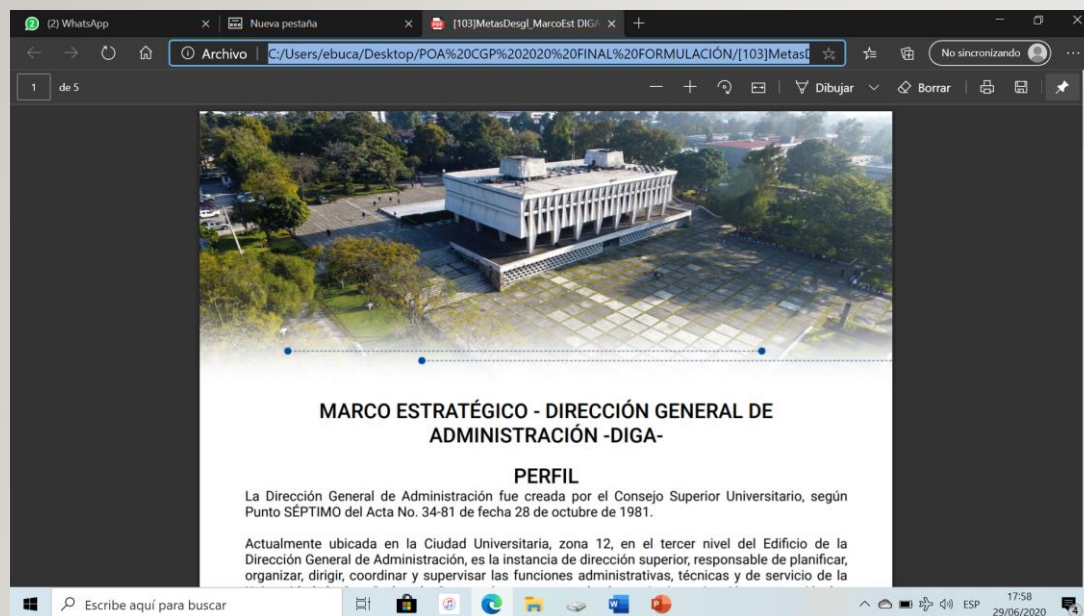 (2) WhatsApp
Nueva pestaña
[103]MetasDesgl_MarcoEst DIGA
Archivo
C:/Users/ebuca/Desktop/POA%20CGP%202020%20FINAL%20FORMULACIÓN/[103]MetasD
No sincronizando
1 de 5
Dibujar
Borrar
MARCO ESTRATÉGICO - DIRECCIÓN GENERAL DE
ADMINISTRACIÓN -DIGA-
PERFIL
La Dirección General de Administración fue creada por el Consejo Superior Universitario, según
Punto SÉPTIMO del Acta No. 34-81 de fecha 28 de octubre de 1981.
Actualmente ubicada en la Ciudad Universitaria, zona 12, en el tercer nivel del Edificio de la
Dirección General de Administración, es la instancia de dirección superior, responsable de planificar,
organizar, dirigir, coordinar y supervisar las funciones administrativas, técnicas y de servicio de la
Escribe aquí para buscar
ESP
17:58
29/06/2020